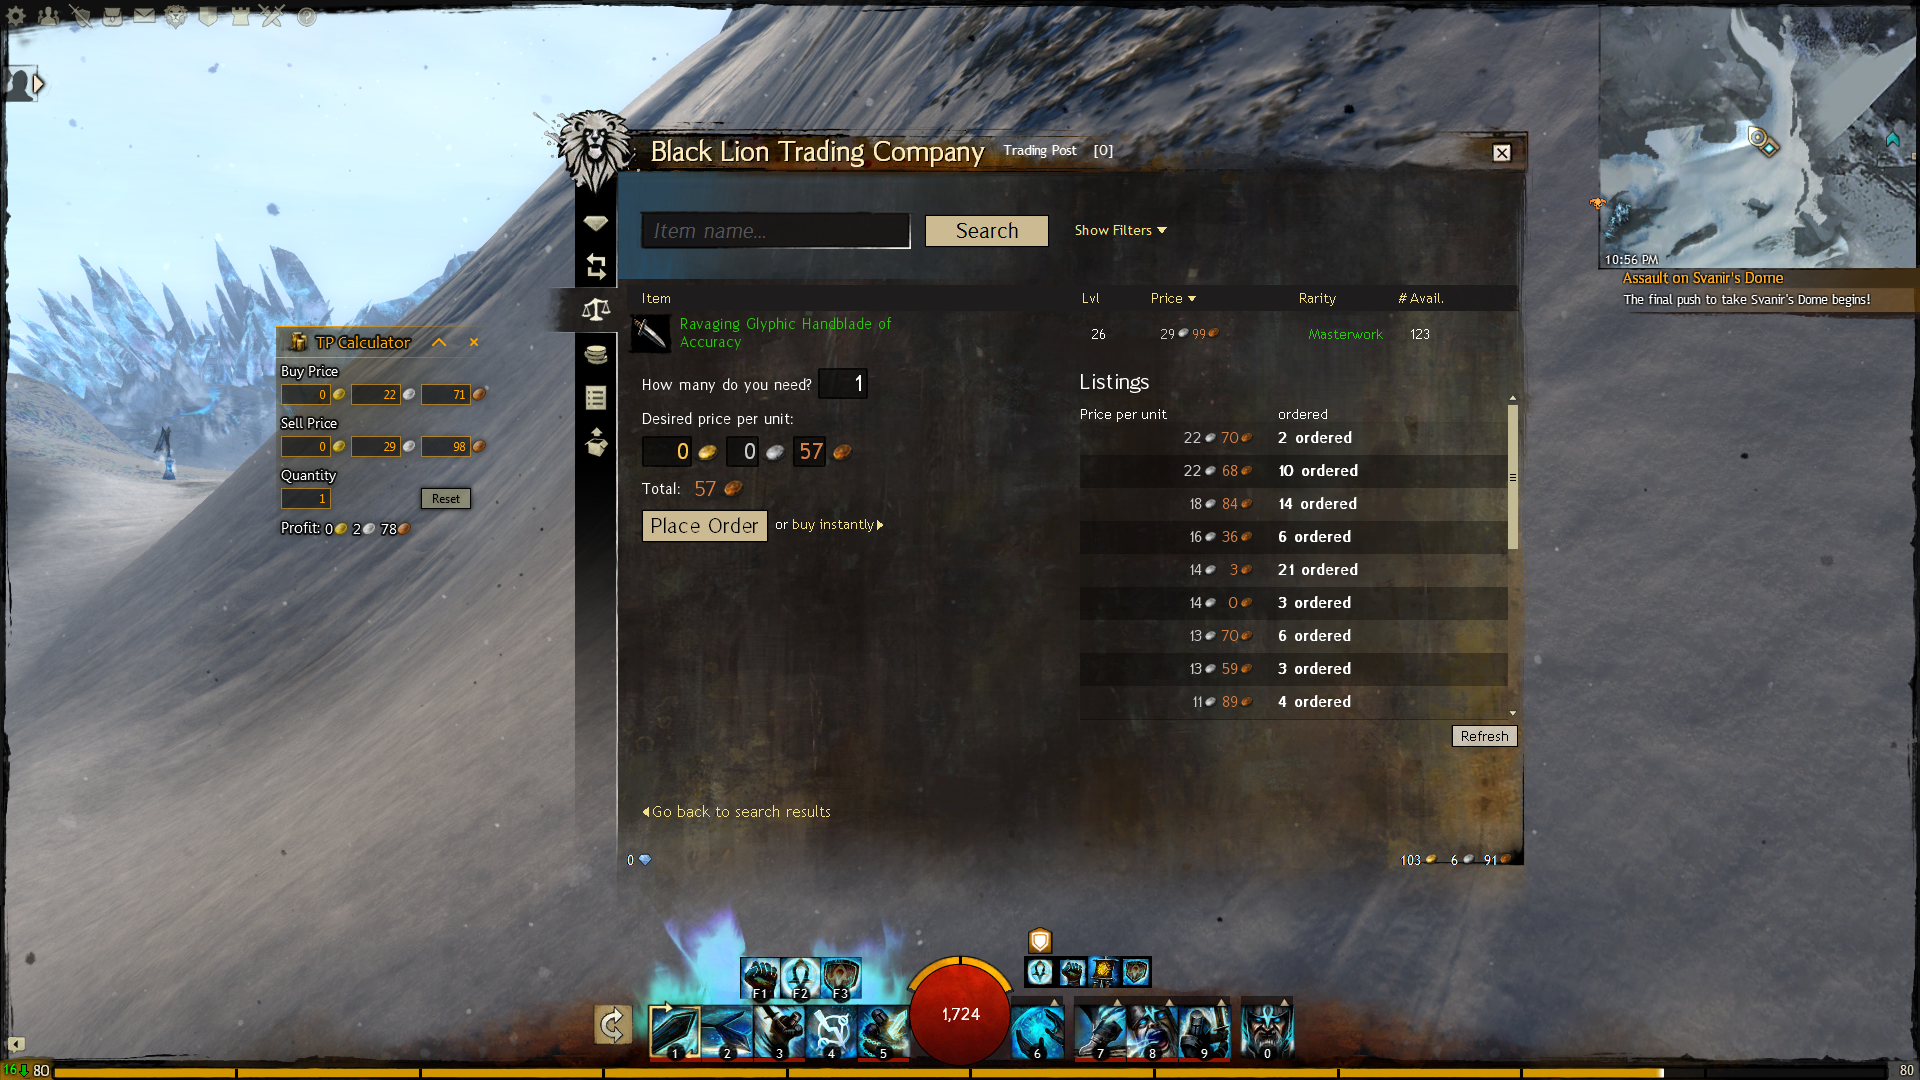 Black Lion Trading Company Trading Post [0]
Item name...
Search
Show Filters
10:56 PM
Assault on Svanir's Dome
The final push to take Svanir's Dome begins!
Item Lvl Price Rarity # Avail.
Ravaging Glyphic Handblade of
Accuracy
26 29 99 Masterwork 123
TP Calculator
Buy Price
0 22 71
Sell Price
0 29 98
Quantity
1 Reset
Profit: 0 2 78
How many do you need? 1
Desired price per unit:
0 0 57
Total: 57
Place Order or buy instantly
Listings
Price per unit ordered
22 70 2 ordered
22 68 10 ordered
18 84 14 ordered
16 36 6 ordered
14 3 21 ordered
14 0 3 ordered
13 70 6 ordered
13 59 3 ordered
11 89 4 ordered
Refresh
Go back to search results
0
103 6 91
F1 F2 F3
1,724
1 2 3 4 5 6 7 8 9 0
16 80
80